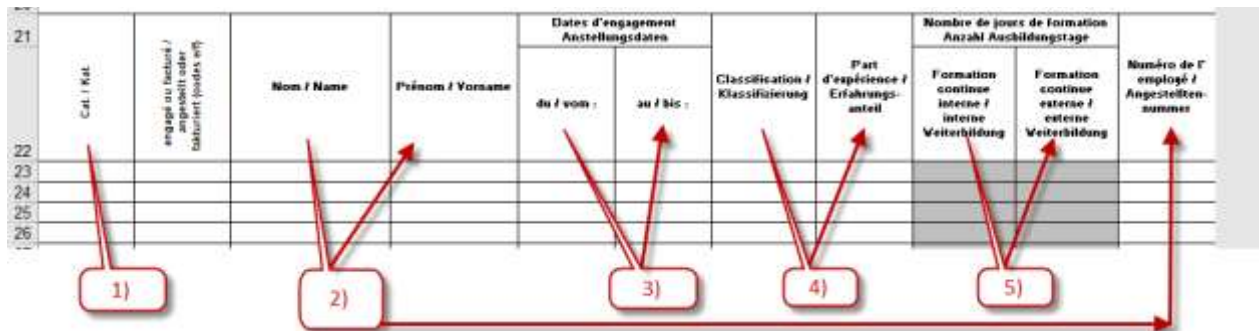 21
22
23
24
25
26
Cat. / Kat.
engagé ou facturé /
angestellt oder
fakturiert
Nom / Name
Prénom / Vorname
Dates d'engagement
Anstellungsdaten
du / vom :
au / bis :
Classification /
Klassifizierung
Part
d'expérience /
Erfahrungs-
anteil
Nombre de jours de formation
Anzahl Ausbildungstage
Formation
continue
interne /
interne
Weiterbildung
Formation
continue
externe /
externe
Weiterbildung
Numéro de l'
employé /
Angestellten-
nummer
1)
2)
3)
4)
5)